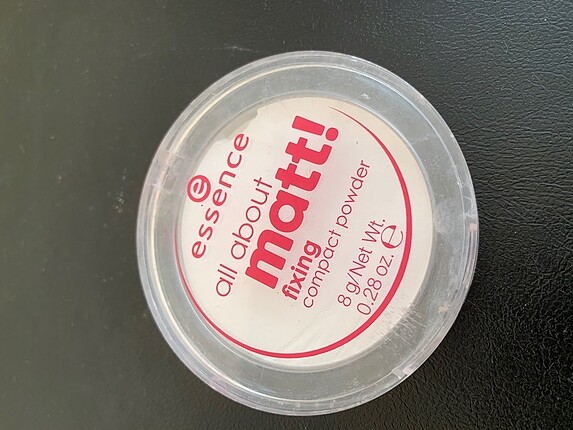 e
essence
all about
matt!
fixing
compact powder
8 g/Net Wt.
0.28 oz. ℮